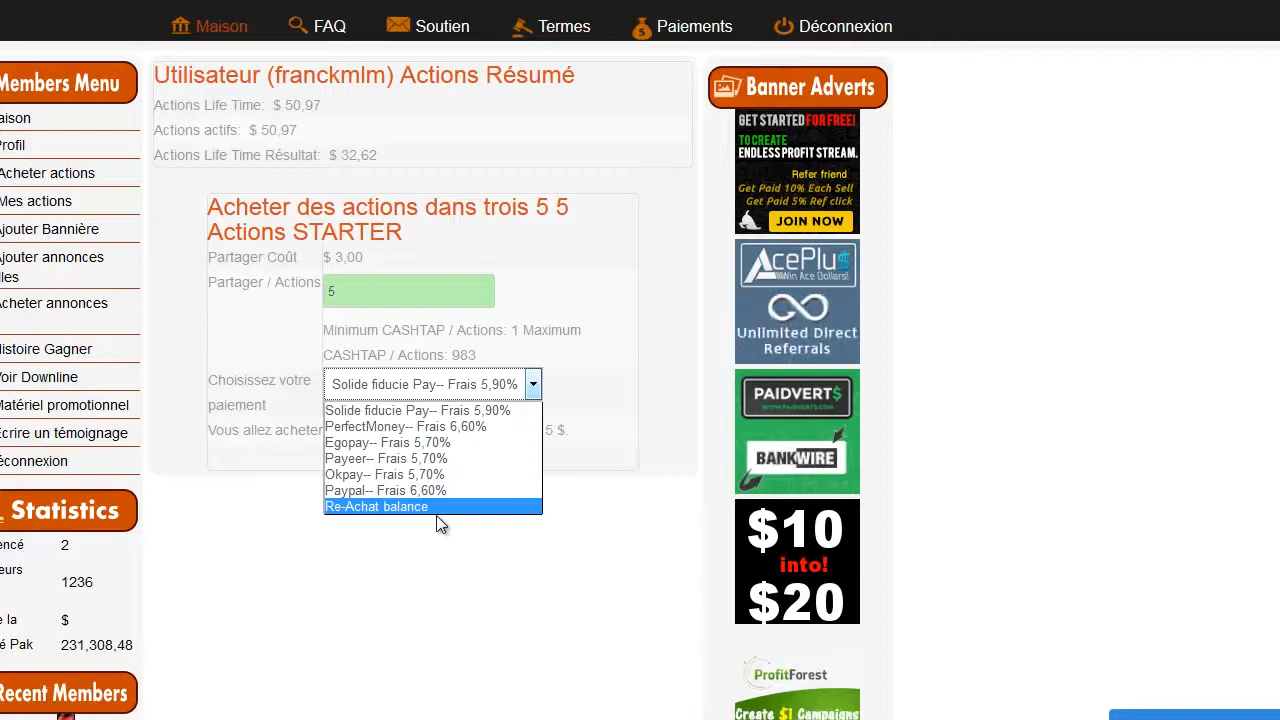 Maison
FAQ
Soutien
Termes
Paiements
Déconnexion
Members Menu
aison
Profil
Acheter actions
Mes actions
Ajouter Bannière
Ajouter annonces
lles
Acheter annonces
Histoire Gagner
Voir Downline
Matériel promotionnel
Ecrire un témoignage
éconnexion
Statistics
encé 2
eurs
1236
e la $
é Pak 231,308,48
Recent Members
Utilisateur (franckmlm) Actions Résumé
Actions Life Time: $ 50,97
Actions actifs: $ 50,97
Actions Life Time Résultat: $ 32,62
Acheter des actions dans trois 5 5
Actions STARTER
Partager Coût $ 3,00
Partager / Actions 5
Minimum CASHTAP / Actions: 1 Maximum
CASHTAP / Actions: 983
Choisissez votre
paiement
Solide fiducie Pay-- Frais 5,90%
Solide fiducie Pay-- Frais 5,90%
PerfectMoney-- Frais 6,60%
Egopay-- Frais 5,70%
Payeer-- Frais 5,70%
Okpay-- Frais 5,70%
Paypal-- Frais 6,60%
Re-Achat balance
Vous allez acheter 5 $.
Banner Adverts
GET STARTED FOR FREE!
TO CREATE
ENDLESS PROFIT STREAM.
Refer friend
Get Paid 10% Each Sell
Get Paid 5% Ref click
JOIN NOW
AcePlu$
Win Ace Dollars!
Unlimited Direct
Referrals
PAIDVERT$
WWW.PAIDVERTS.COM
BANKWIRE
$10
into!
$20
ProfitForest
Create $1 Campaigns